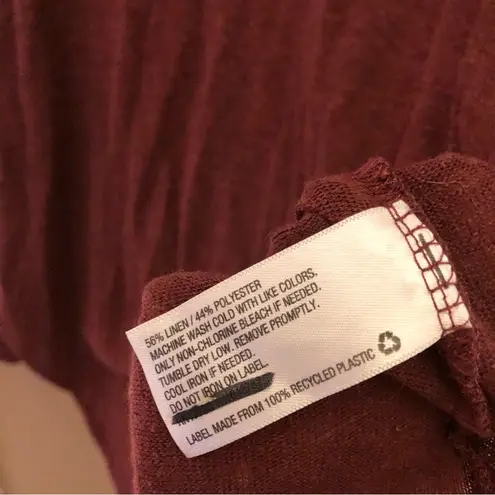 56% LINEN / 44% POLYESTER
MACHINE WASH COLD WITH LIKE COLORS.
ONLY NON-CHLORINE BLEACH IF NEEDED.
TUMBLE DRY LOW. REMOVE PROMPTLY.
COOL IRON IF NEEDED.
DO NOT IRON ON LABEL
LABEL MADE FROM 100% RECYCLED PLASTIC